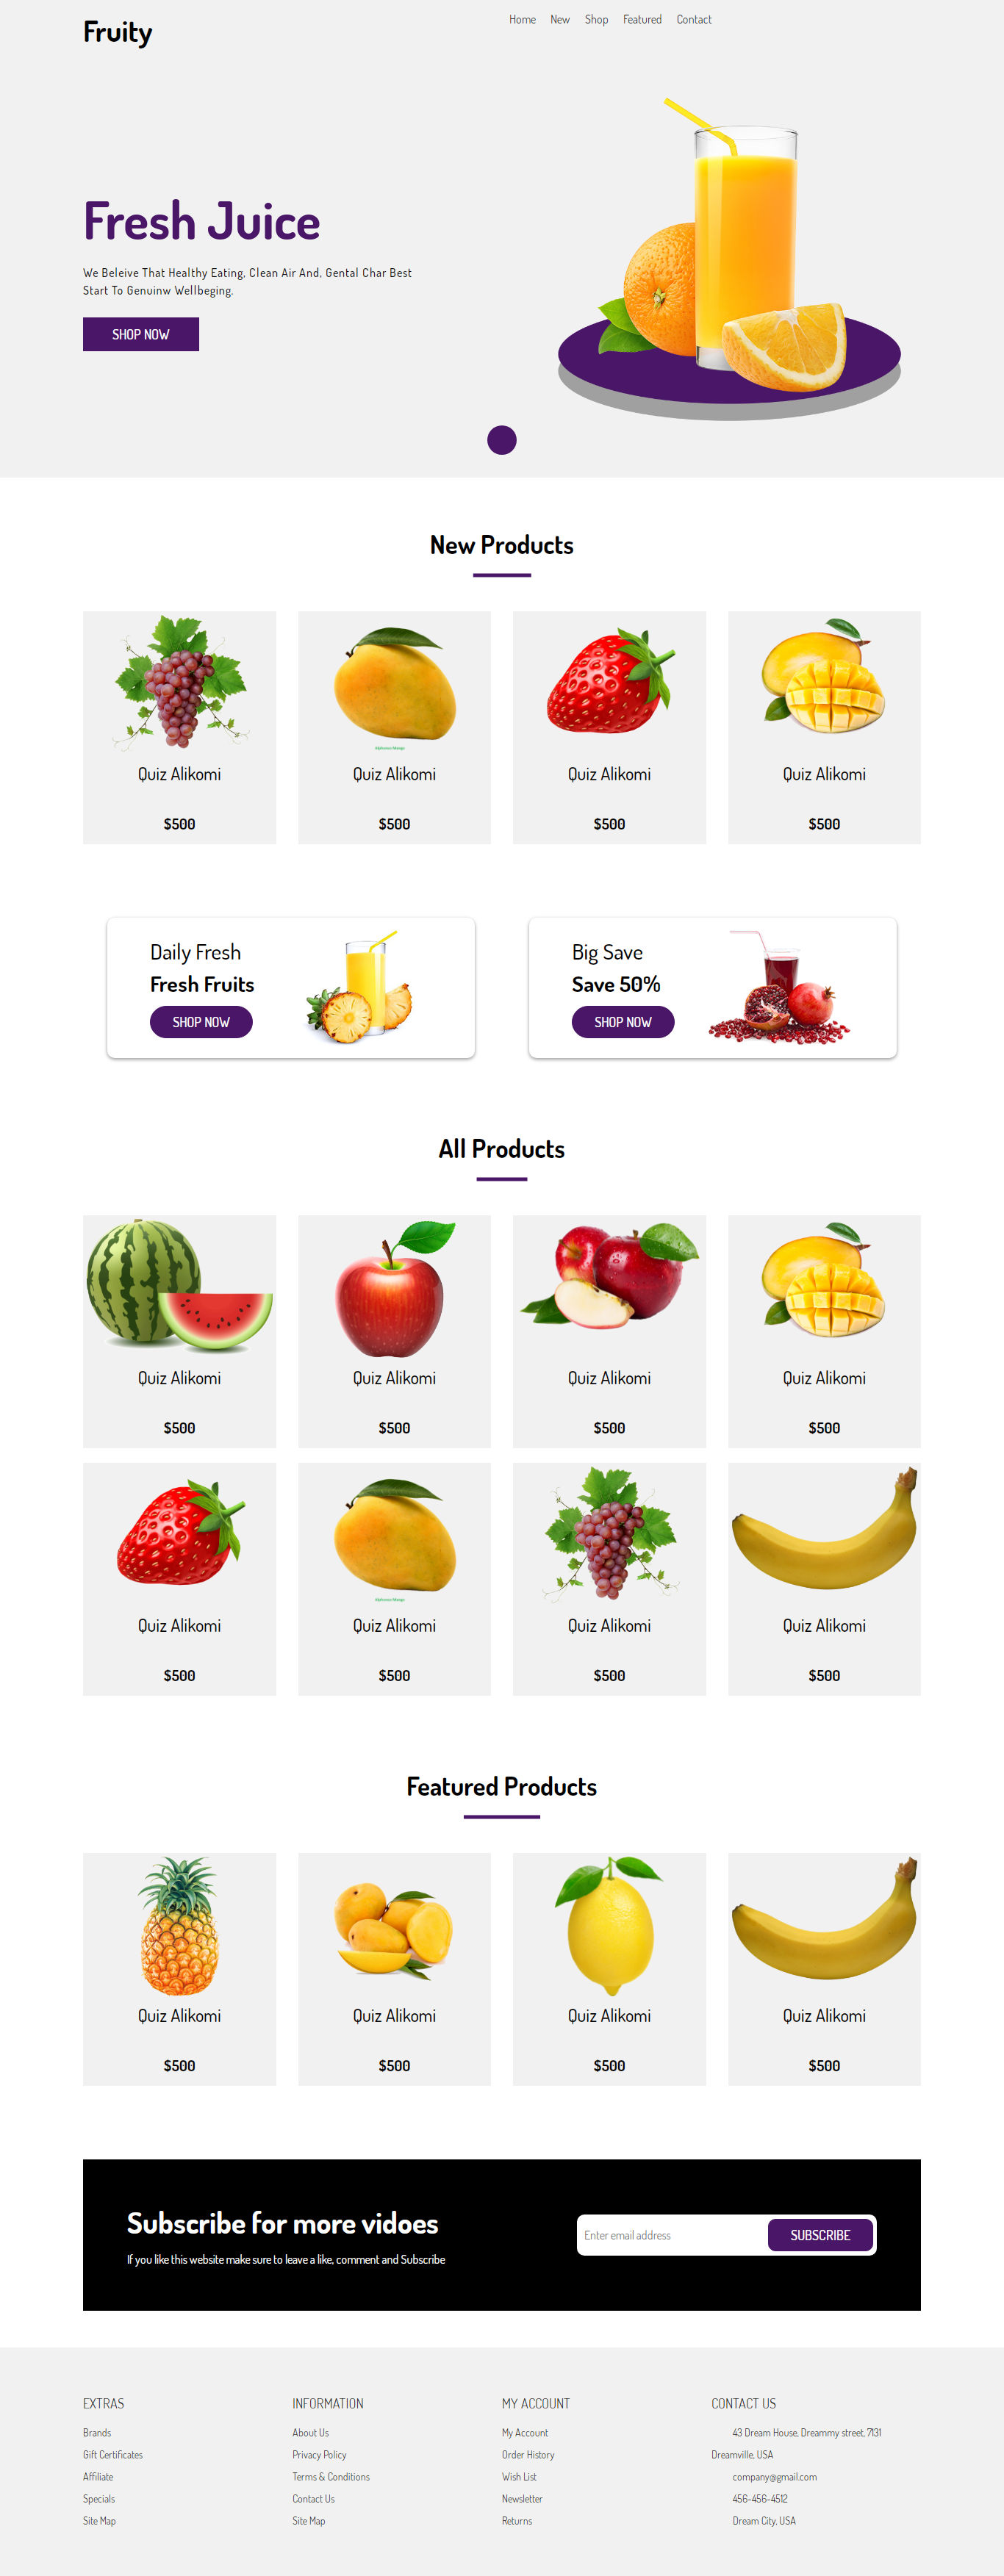 Fruity
Home New Shop Featured Contact
Fresh Juice
We Beleive That Healthy Eating, Clean Air And, Gental Char Best
Start To Genuinw Wellbeging.
SHOP NOW
New Products
Quiz Alikomi Quiz Alikomi Quiz Alikomi Quiz Alikomi
$500 $500 $500 $500
Daily Fresh
Fresh Fruits
SHOP NOW
Big Save
Save 50%
SHOP NOW
All Products
Quiz Alikomi Quiz Alikomi Quiz Alikomi Quiz Alikomi
$500 $500 $500 $500
Quiz Alikomi Quiz Alikomi Quiz Alikomi Quiz Alikomi
$500 $500 $500 $500
Featured Products
Quiz Alikomi Quiz Alikomi Quiz Alikomi Quiz Alikomi
$500 $500 $500 $500
Subscribe for more vidoes
If you like this website make sure to leave a like, comment and Subscribe
Enter email address
SUBSCRIBE
EXTRAS
Brands
Gift Certificates
Affiliate
Specials
Site Map
INFORMATION
About Us
Privacy Policy
Terms & Conditions
Contact Us
Site Map
MY ACCOUNT
My Account
Order History
Wish List
Newsletter
Returns
CONTACT US
43 Dream House, Dreammy street, 7131
Dreamville, USA
company@gmail.com
456-456-4512
Dream City, USA